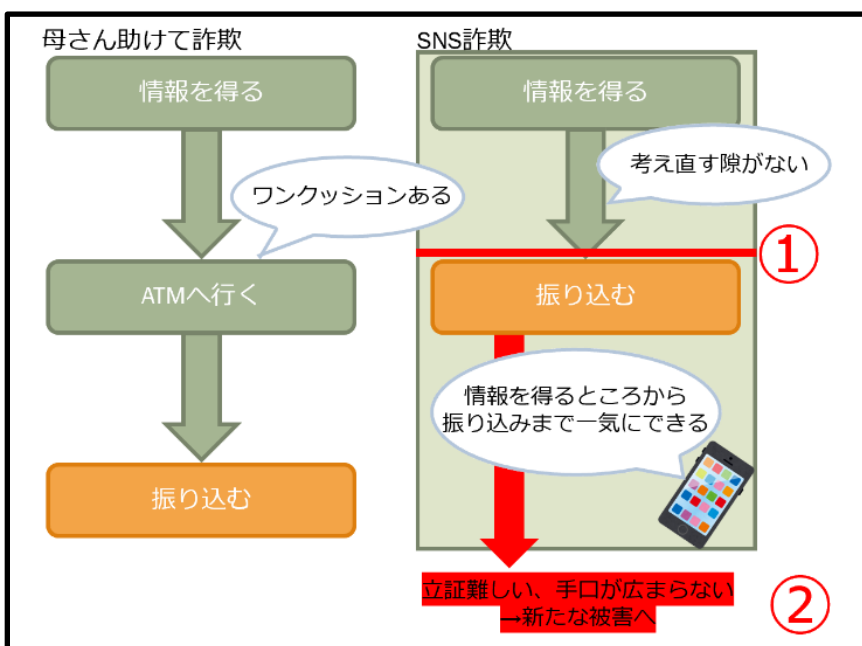 母さん助けて詐欺
情報を得る
ワンクッションある
ATMへ行く
振り込む
SNS詐欺
情報を得る
考え直す隙がない
①
振り込む
情報を得るところから
振り込みまで一気にできる
立証難しい、手口が広まらない
→新たな被害へ
②